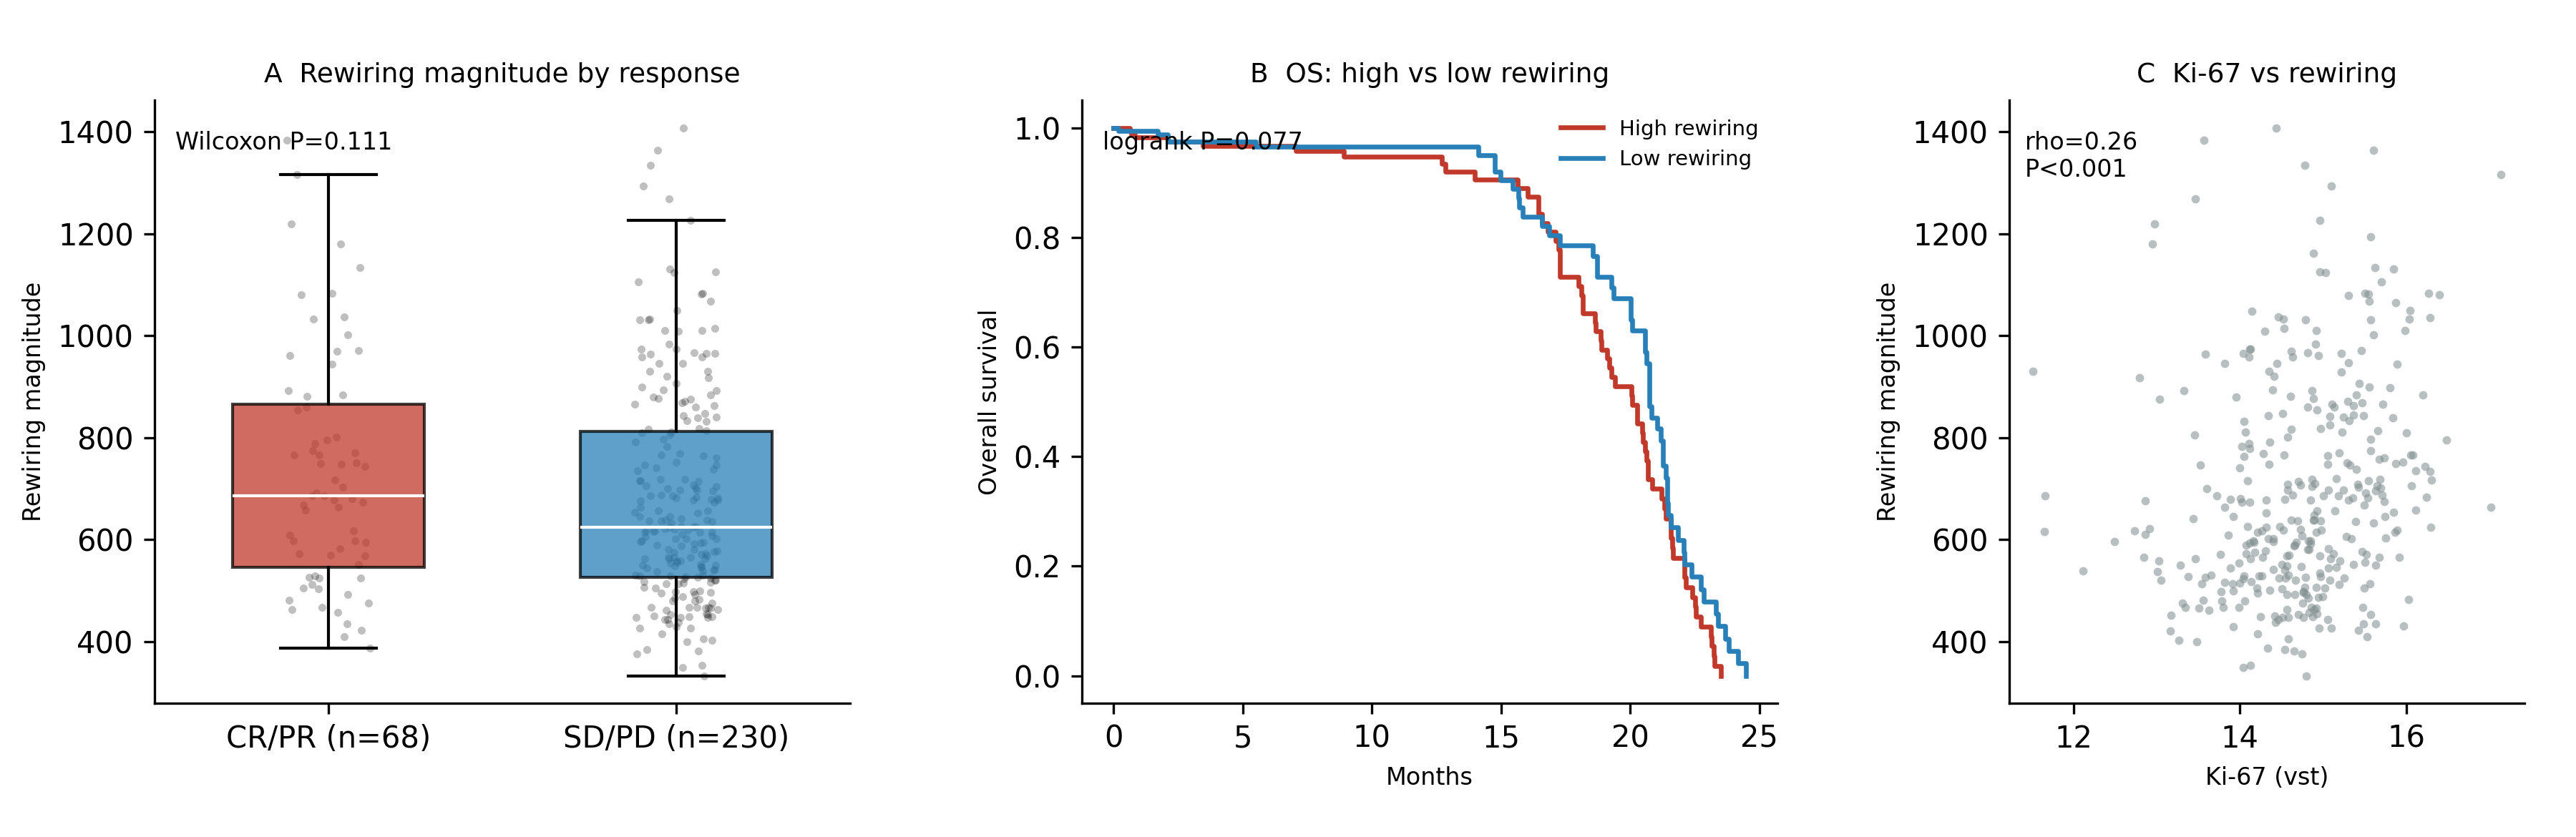 A  Rewiring magnitude by response
Wilcoxon P=0.111
Rewiring magnitude
1400
1200
1000
800
600
400
CR/PR (n=68)
SD/PD (n=230)
B  OS: high vs low rewiring
logrank P=0.077
High rewiring
Low rewiring
Overall survival
1.0
0.8
0.6
0.4
0.2
0.0
0
5
10
15
20
25
Months
C  Ki-67 vs rewiring
rho=0.26
P<0.001
Rewiring magnitude
1400
1200
1000
800
600
400
12
14
16
Ki-67 (vst)